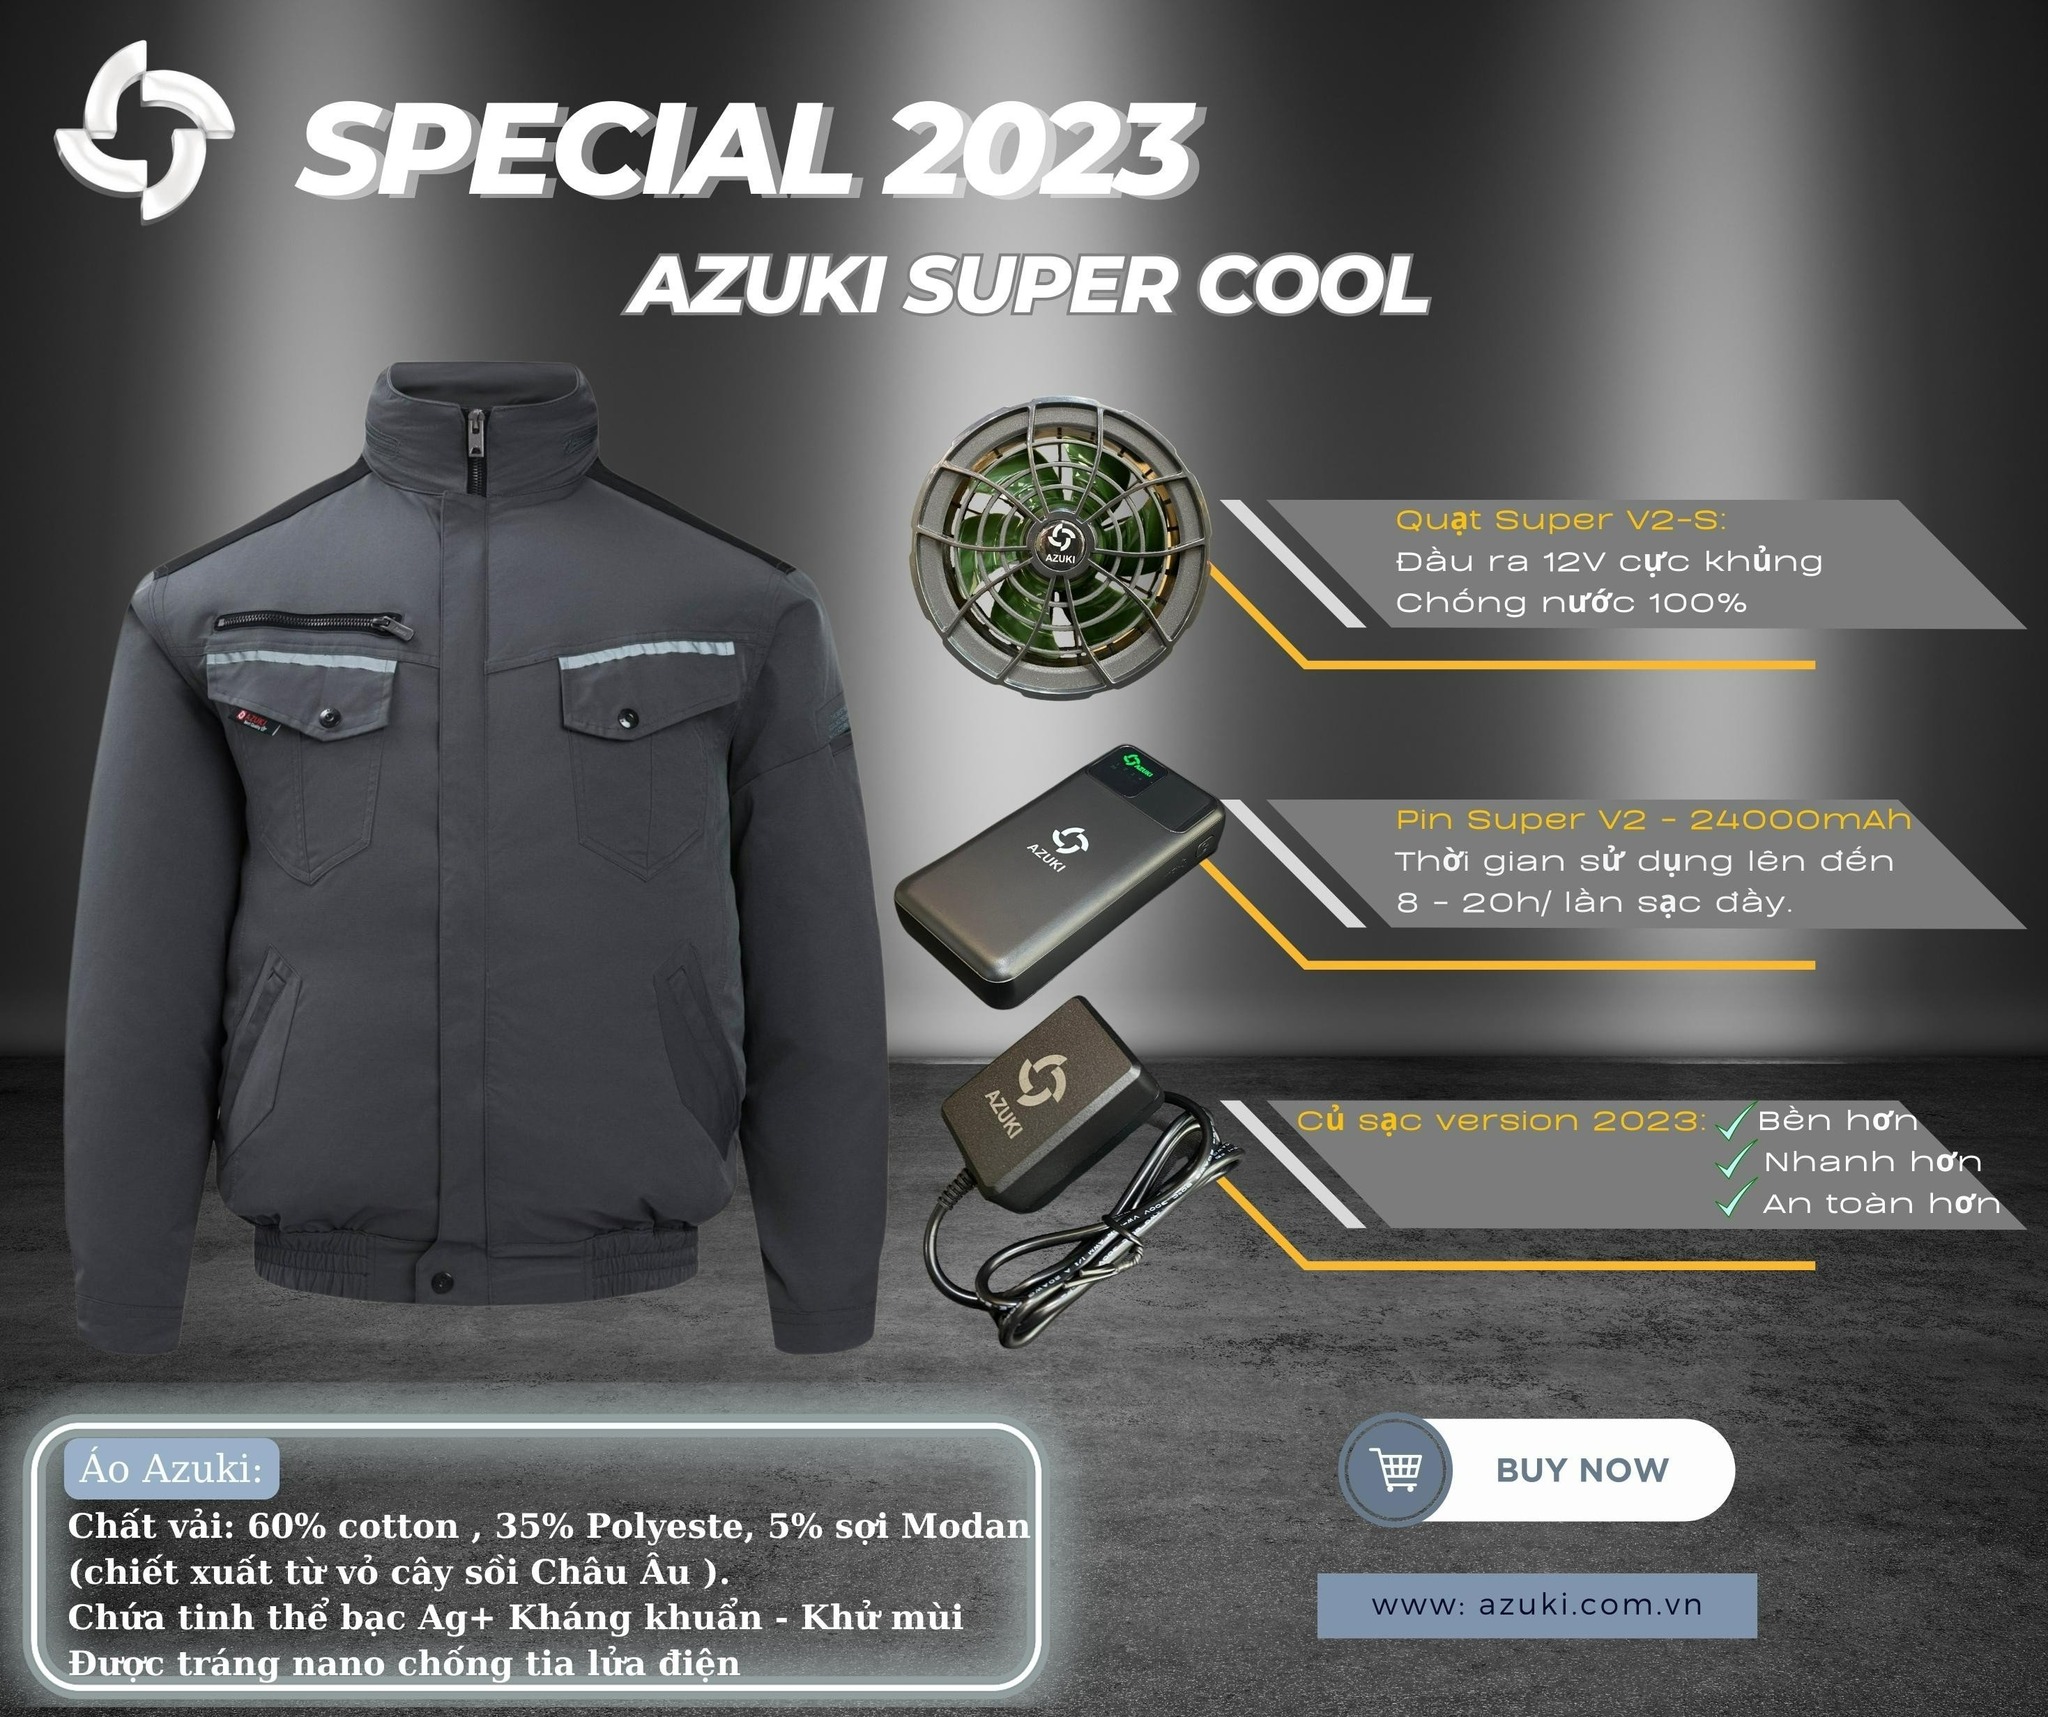 SPECIAL 2023
AZUKI SUPER COOL
AZUKI
Quạt Super V2-S:
Đầu ra 12V cực khủng
Chống nước 100%
AZUKI
AZUKI
AZUKI
Pin Super V2 - 24000mAh
Thời gian sử dụng lên đến
8 - 20h/ lần sạc đầy.
AZUKI
Củ sạc version 2023: Bền hơn
Nhanh hơn
An toàn hơn
Áo Azuki:
Chất vải: 60% cotton , 35% Polyeste, 5% sợi Modan
(chiết xuất từ vỏ cây sồi Châu Âu ).
Chứa tinh thể bạc Ag+ Kháng khuẩn - Khử mùi
Được tráng nano chống tia lửa điện
BUY NOW
www: azuki.com.vn